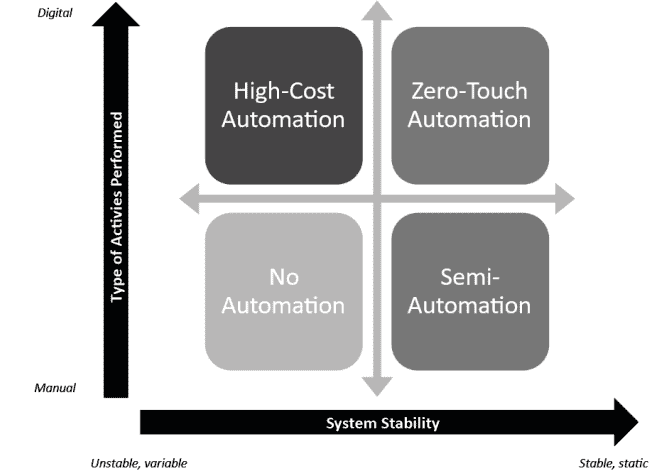 Digital
High-Cost
Automation
Zero-Touch
Automation
Type of Activies Performed
No
Automation
Semi-
Automation
Manual
System Stability
Unstable, variable
Stable, static